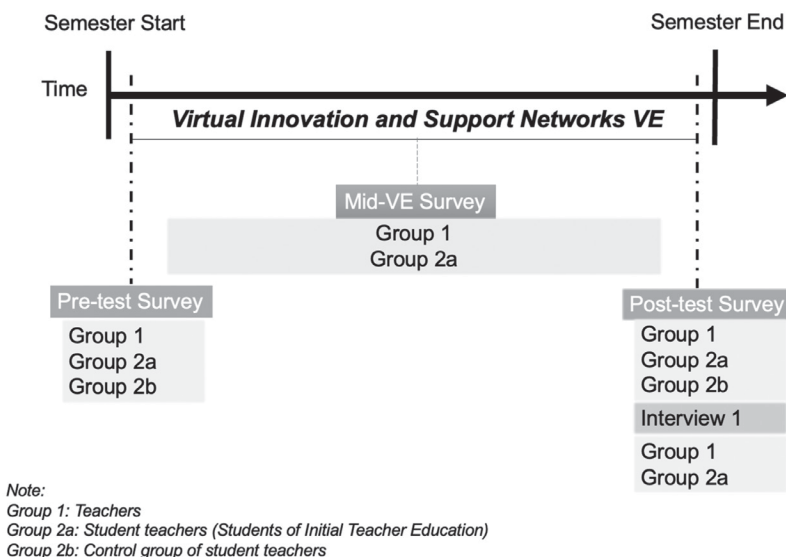 Semester Start
Semester End
Time
Virtual Innovation and Support Networks VE
Mid-VE Survey
Group 1
Group 2a
Pre-test Survey
Group 1
Group 2a
Group 2b
Post-test Survey
Group 1
Group 2a
Group 2b
Interview 1
Group 1
Group 2a
Note:
Group 1: Teachers
Group 2a: Student teachers (Students of Initial Teacher Education)
Group 2b: Control group of student teachers